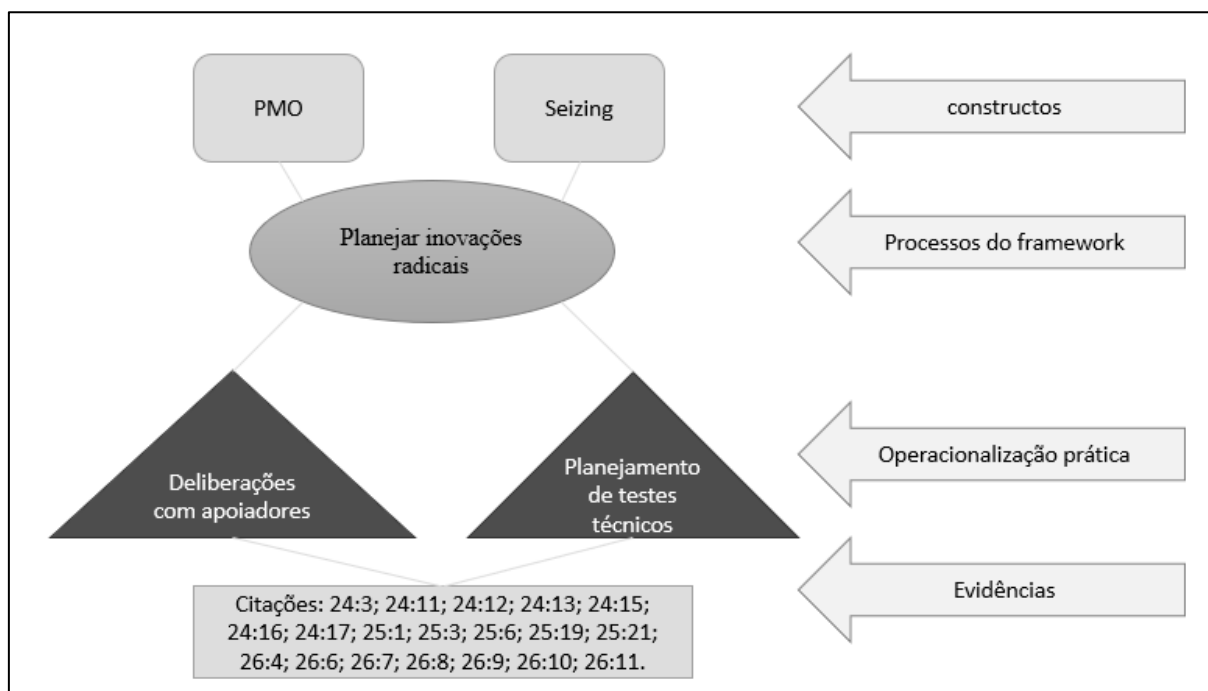 PMO
Seizing
constructos
Planejar inovações
radicais
Processos do framework
Deliberações
com apoiadores
Planejamento
de testes
técnicos
Operacionalização prática
Citações: 24:3; 24:11; 24:12; 24:13; 24:15;
24:16; 24:17; 25:1; 25:3; 25:6; 25:19; 25:21;
26:4; 26:6; 26:7; 26:8; 26:9; 26:10; 26:11.
Evidências